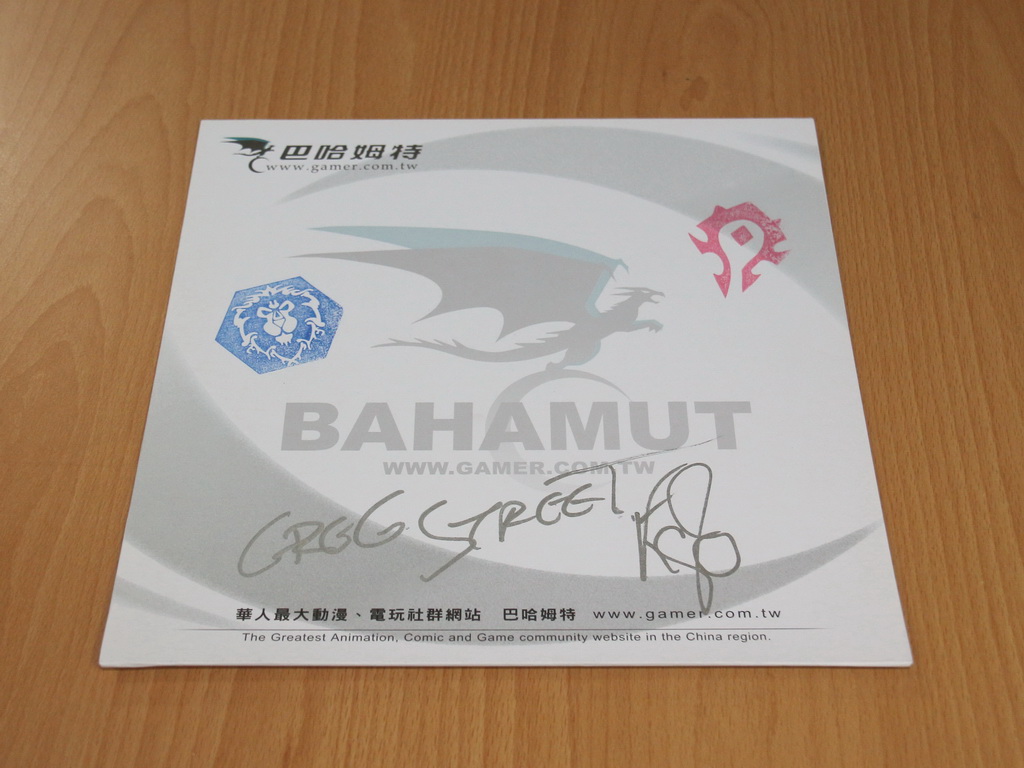 巴哈姆特
www.gamer.com.tw
BAHAMUT
WWW.GAMER.COM.TW
GREG STREET
華人最大動漫、電玩社群網站 巴哈姆特 www.gamer.com.tw
The Greatest Animation, Comic and Game community website in the China region.